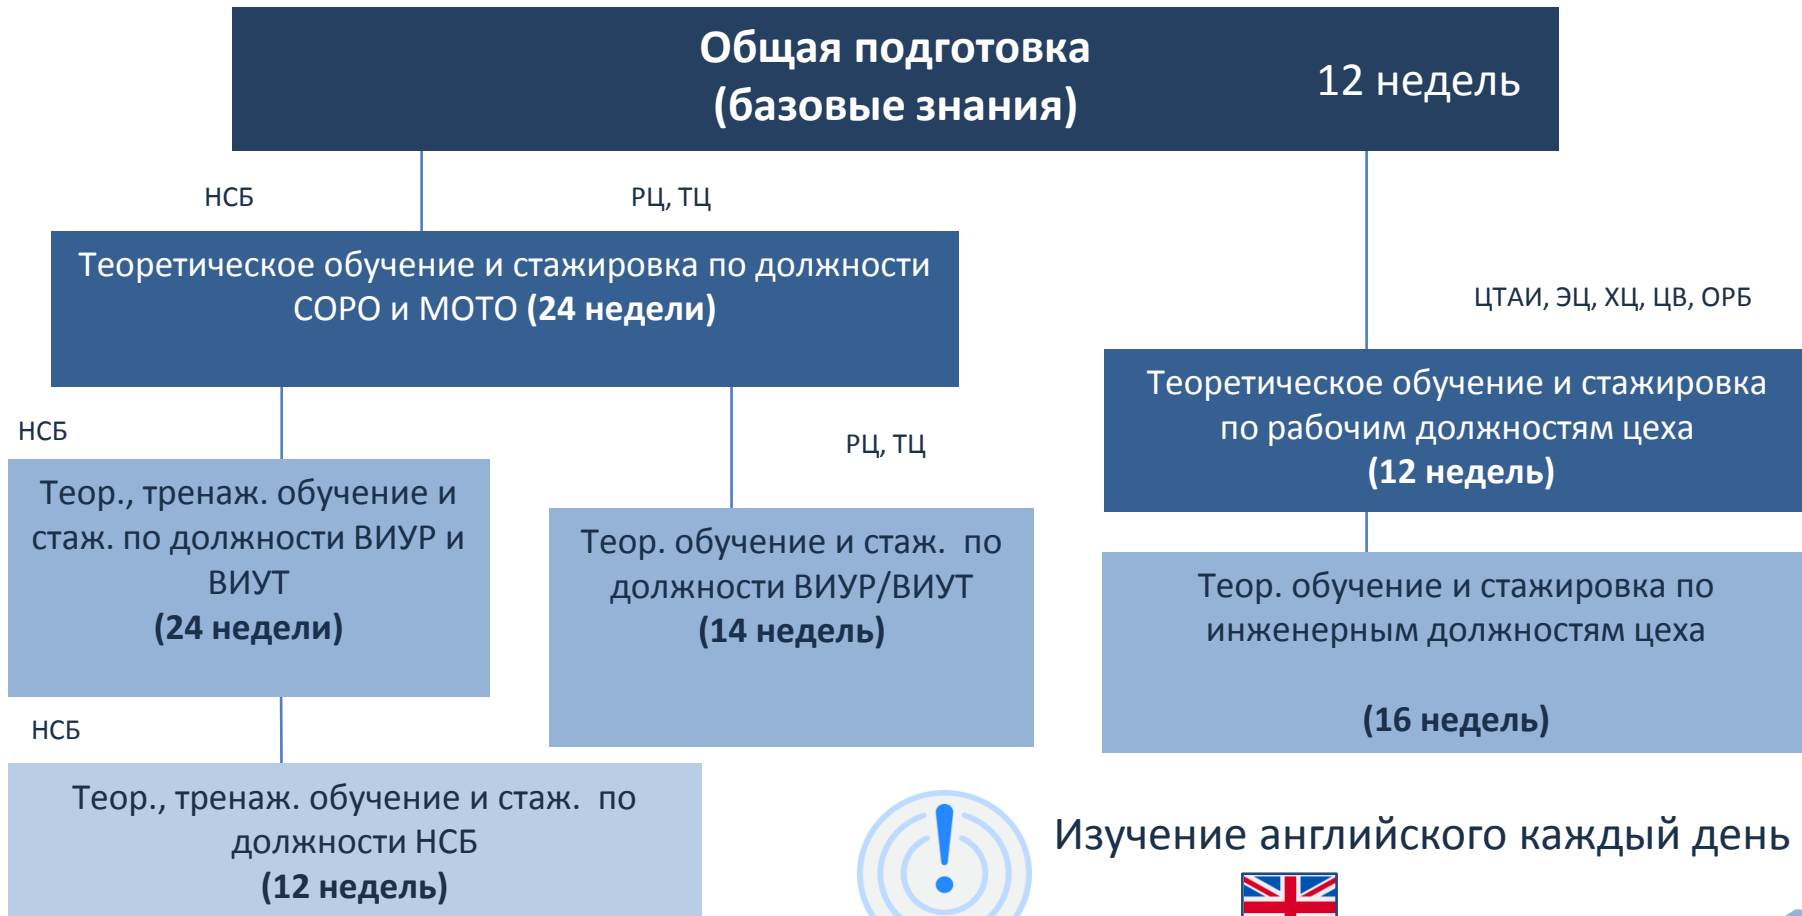 Общая подготовка
(базовые знания)
12 недель
НСБ
РЦ, ТЦ
Теоретическое обучение и стажировка по должности
СОРО и МОТО (24 недели)
ЦТАИ, ЭЦ, ХЦ, ЦВ, ОРБ
Теоретическое обучение и стажировка
по рабочим должностям цеха
(12 недель)
НСБ
РЦ, ТЦ
Теор., тренаж. обучение и
стаж. по должности ВИУР и
ВИУТ
(24 недели)
Теор. обучение и стаж. по
должности ВИУР/ВИУТ
(14 недель)
Теор. обучение и стажировка по
инженерным должностям цеха
(16 недель)
НСБ
Теор., тренаж. обучение и стаж. по
должности НСБ
(12 недель)
Изучение английского каждый день